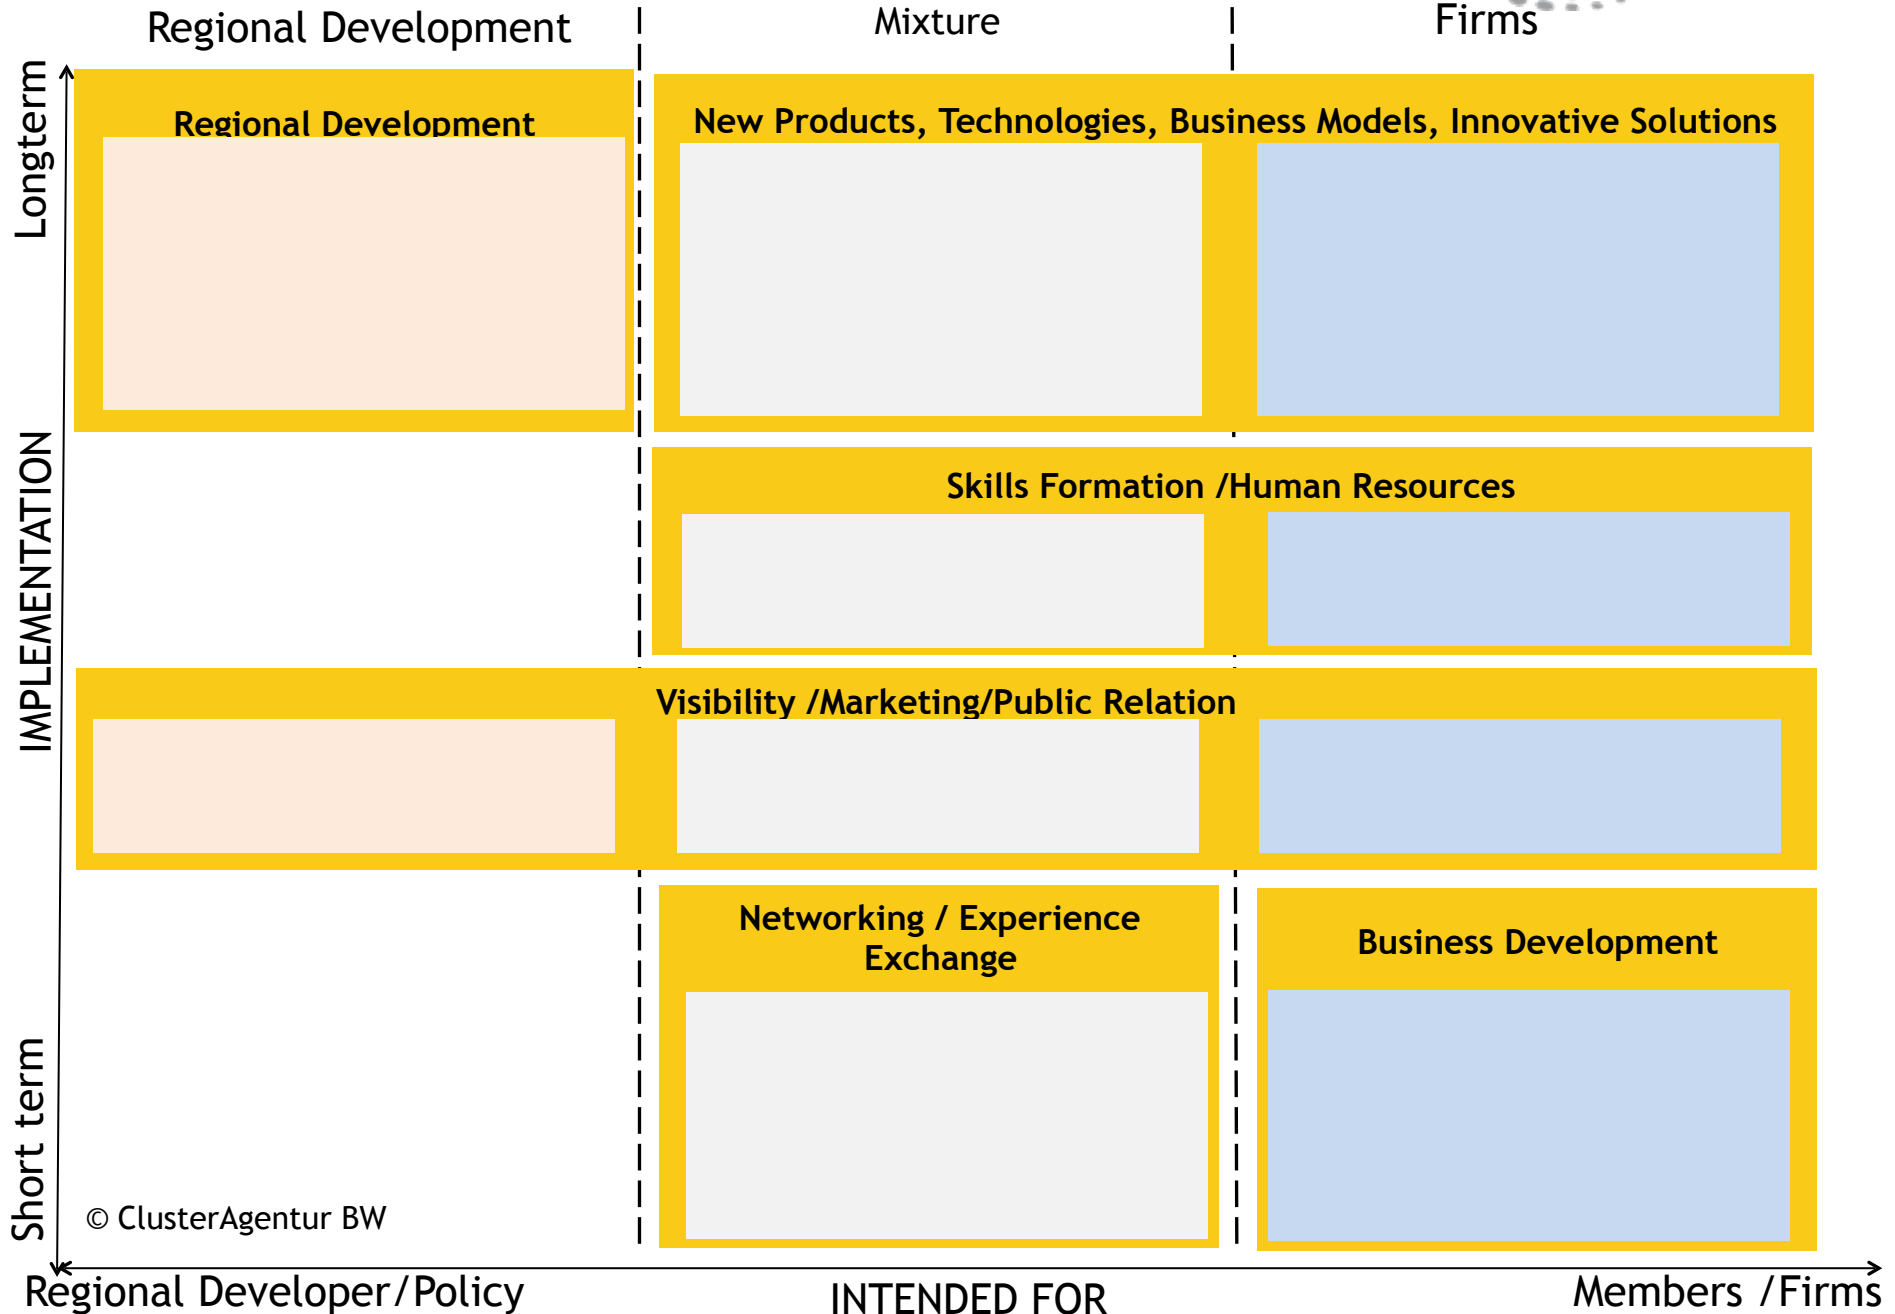 Regional Development
Mixture
Firms
Longterm
Regional Development
New Products, Technologies, Business Models, Innovative Solutions
IMPLEMENTATION
Skills Formation /Human Resources
Visibility /Marketing/Public Relation
Networking / Experience
Exchange
Business Development
Short term
© ClusterAgentur BW
Regional Developer/Policy
INTENDED FOR
Members /Firms